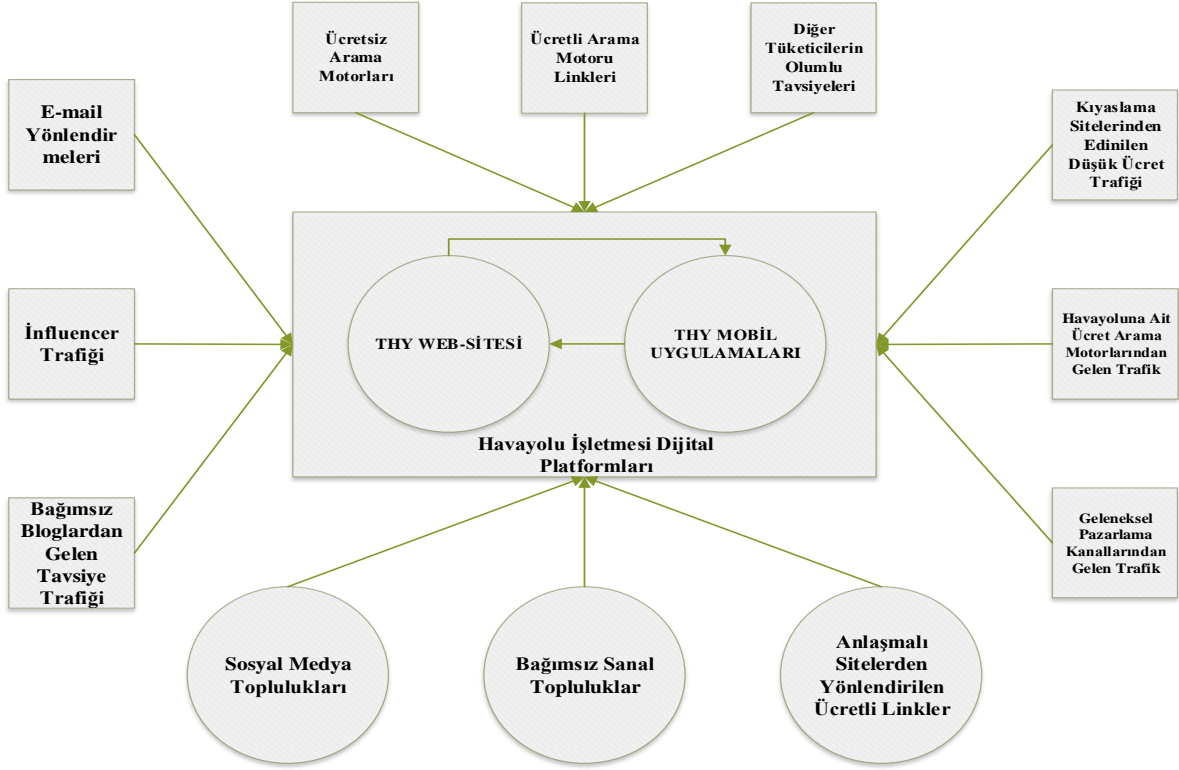 Ücretsiz
Arama
Motorları
Ücretli Arama
Motoru
Linkleri
Diğer
Tüketicilerin
Olumlu
Tavsiyeleri
E-mail
Yönlendir
meleri
Kıyaslama
Sitelerinden
Edinilen
Düşük Ücret
Trafiği
İnfluencer
Trafiği
THY WEB-SİTESİ
THY MOBİL
UYGULAMALARI
Havayoluna Ait
Ücret Arama
Motorlarından
Gelen Trafik
Havayolu İşletmesi Dijital
Platformları
Bağımsız
Bloglardan
Gelen
Tavsiye
Trafiği
Geleneksel
Pazarlama
Kanallarından
Gelen Trafik
Sosyal Medya
Toplulukları
Bağımsız Sanal
Topluluklar
Anlaşmalı
Sitelerden
Yönlendirilen
Ücretli Linkler